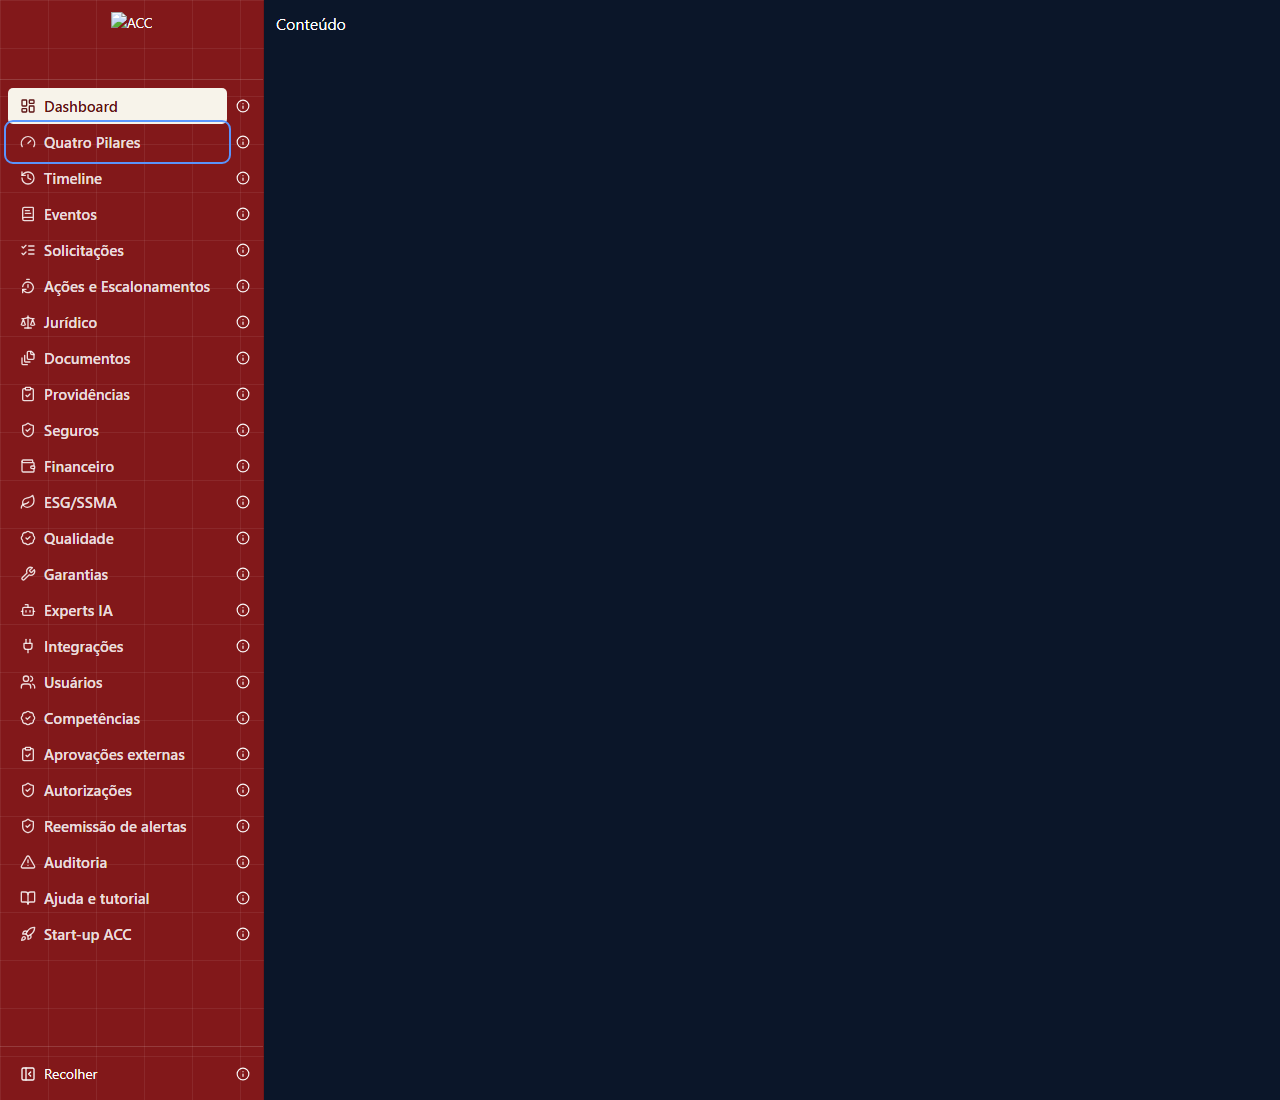 ACC
Conteúdo
Dashboard
Quatro Pilares
Timeline
Eventos
Solicitações
Ações e Escalonamentos
Jurídico
Documentos
Providências
Seguros
Financeiro
ESG/SSMA
Qualidade
Garantias
Experts IA
Integrações
Usuários
Competências
Aprovações externas
Autorizações
Reemissão de alertas
Auditoria
Ajuda e tutorial
Start-up ACC
Recolher